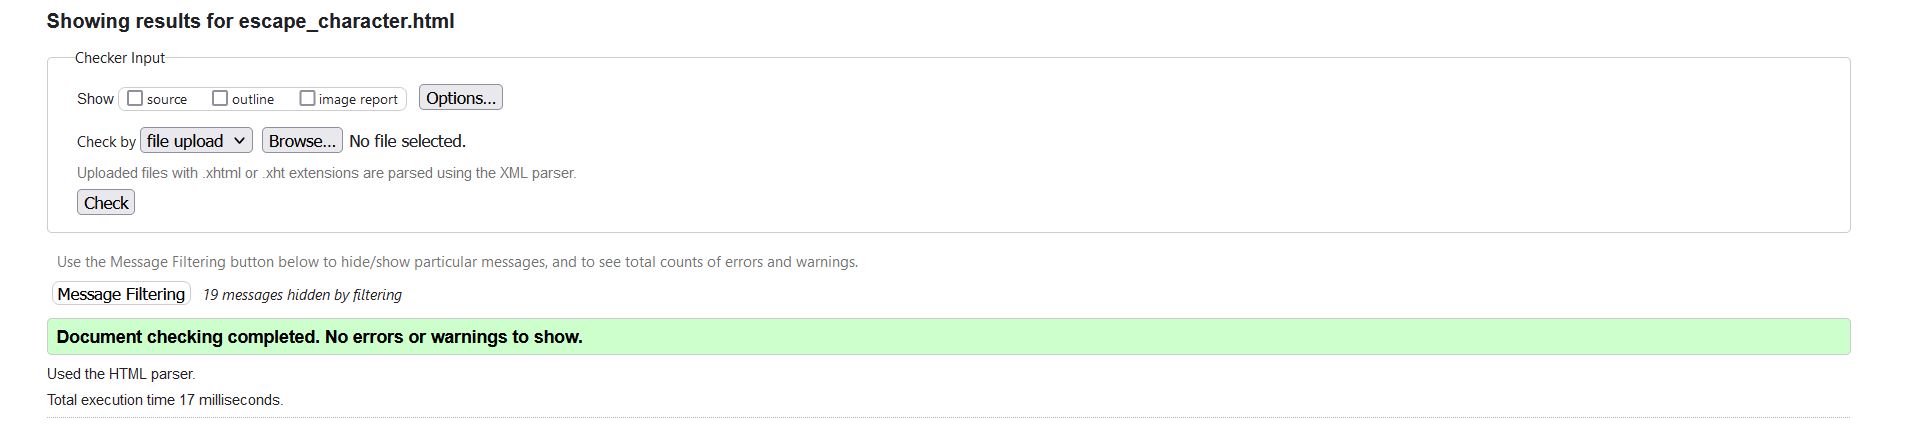 Showing results for escape_character.html
Checker Input
Show source outline image report Options...
Check by file upload Browse... No file selected.
Uploaded files with .xhtml or .xht extensions are parsed using the XML parser.
Check
Use the Message Filtering button below to hide/show particular messages, and to see total counts of errors and warnings.
Message Filtering 19 messages hidden by filtering
Document checking completed. No errors or warnings to show.
Used the HTML parser.
Total execution time 17 milliseconds.